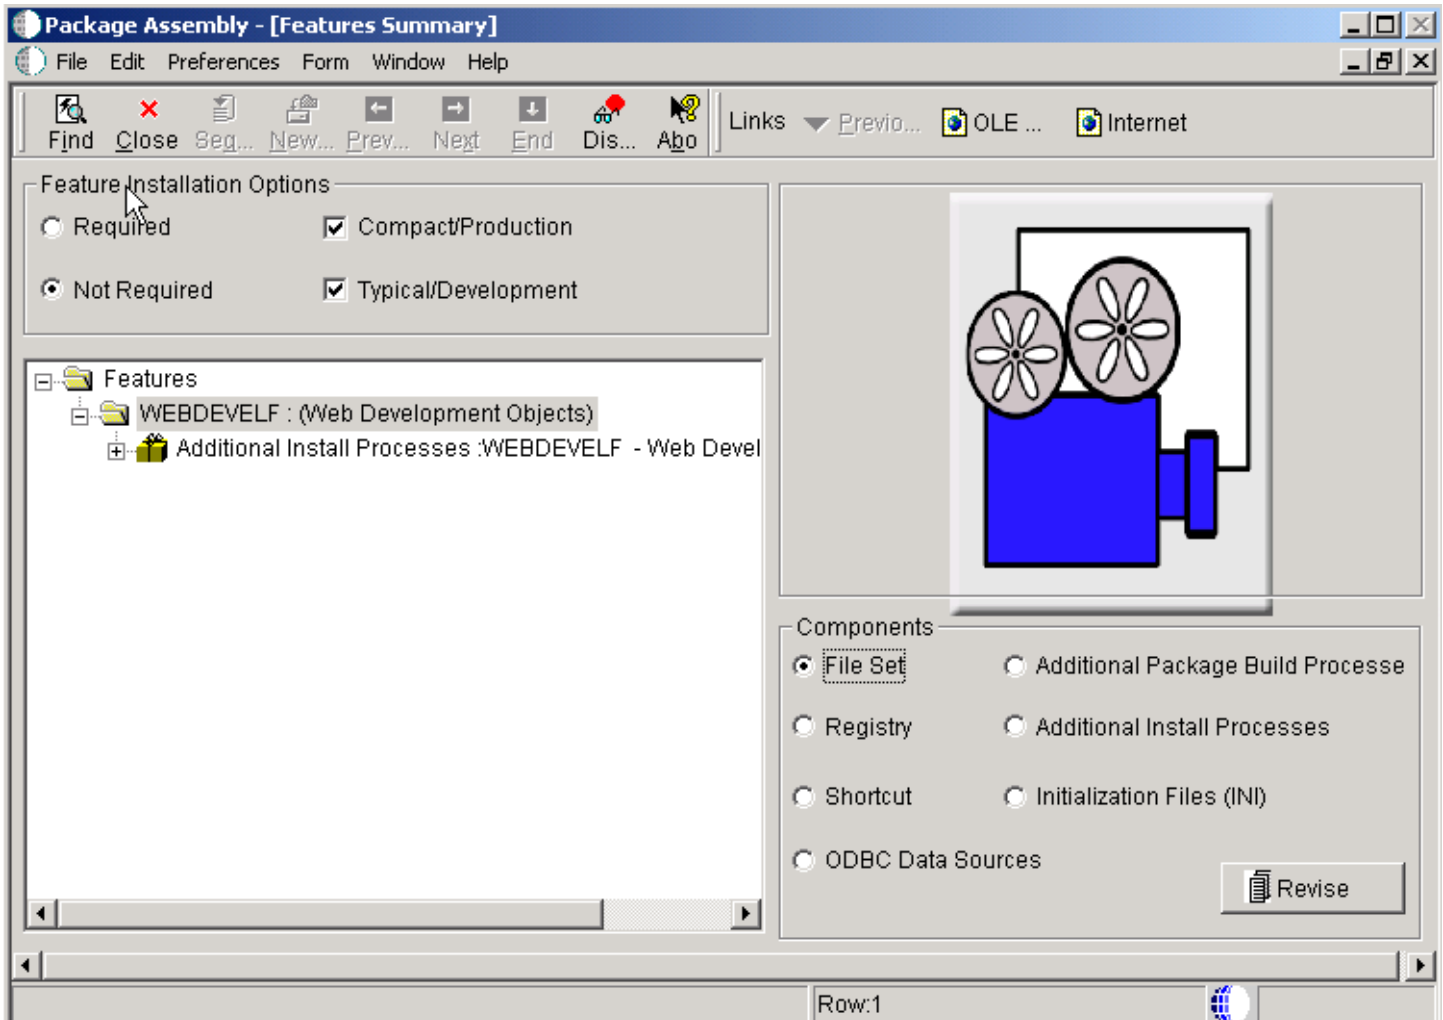 Package Assembly - [Features Summary]
File Edit Preferences Form Window Help
Find Close Seq... New... Prev... Next End Dis... Abo Links Previo... OLE ... Internet
Feature Installation Options
Required Compact/Production
Not Required Typical/Development
Features
WEBDEVELF : (Web Development Objects)
Additional Install Processes :WEBDEVELF - Web Devel
Components
File Set Additional Package Build Processe
Registry Additional Install Processes
Shortcut Initialization Files (INI)
ODBC Data Sources
Revise
Row:1